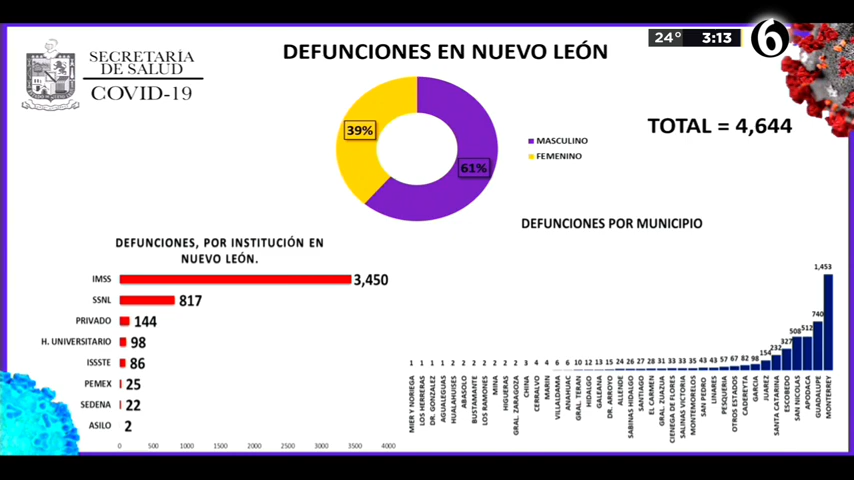 24° 3:13 6
SECRETARÍA
DE SALUD
COVID-19
DEFUNCIONES EN NUEVO LEÓN
39%
61%
MASCULINO
FEMENINO
TOTAL = 4,644
DEFUNCIONES, POR INSTITUCIÓN EN
NUEVO LEÓN.
IMSS 3,450
SSNL 817
PRIVADO 144
H. UNIVERSITARIO 98
ISSSTE 86
PEMEX 25
SEDENA 22
ASILO 2
0 500 1000 1500 2000 2500 3000 3500 4000
DEFUNCIONES POR MUNICIPIO
1 1 1 1 2 2 2 2 2 2 2 3 4 4 6 6 10 12 13 15 24 26 27 28 31 33 33 35 43 43 57 67 82 98 154 232 327 508 512 740 1,453
MIER Y NORIEGA
LOS HERRERAS
DR. GONZALEZ
AGUALEGUAS
HUALAHUISES
ABASOLO
BUSTAMANTE
LOS RAMONES
MINA
HIGUERAS
GRAL. ZARAGOZA
CHINA
CERRALVO
MARIN
VILLALDAMA
ANAHUAC
GRAL. TERAN
HIDALGO
GALEANA
DR. ARROYO
ALLENDE
SABINAS HIDALGO
SANTIAGO
EL CARMEN
GRAL. ZUAZUA
CIENEGA DE FLORES
SALINAS VICTORIA
MONTEMORELOS
SAN PEDRO
LINARES
PESQUERIA
OTROS ESTADOS
CADEREYTA
GARCIA
JUAREZ
SANTA CATARINA
ESCOBEDO
SAN NICOLAS
APODACA
GUADALUPE
MONTERREY